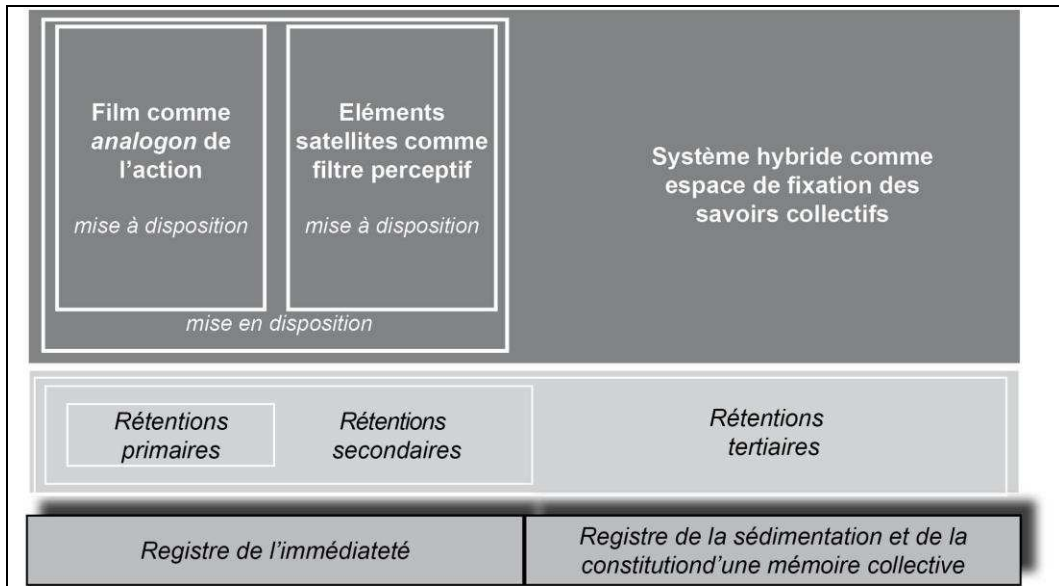 Film comme
analogon de
l'action
mise à disposition
Eléments
satellites comme
filtre perceptif
mise à disposition
mise en disposition
Système hybride comme
espace de fixation des
savoirs collectifs
Rétentions
primaires
Rétentions
secondaires
Rétentions
tertiaires
Registre de l'immédiateté
Registre de la sédimentation et de la
constitutiond'une mémoire collective